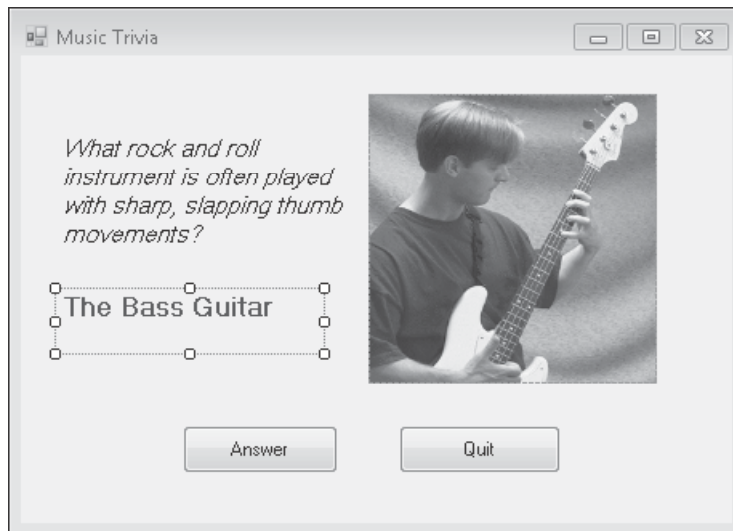 Music Trivia
What rock and roll
instrument is often played
with sharp, slapping thumb
movements?
The Bass Guitar
Answer
Quit